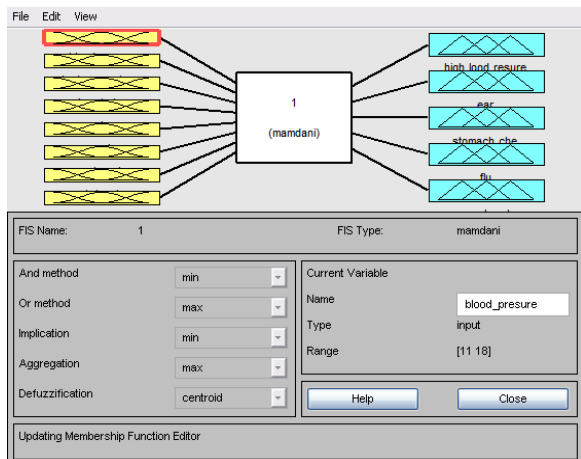 File Edit View
high lood resure
1
ear
(mamdani)
stomach che
flu
FIS Name: 1 FIS Type: mamdani
And method min
Or method max
Implication min
Aggregation max
Defuzzification centroid
Current Variable
Name blood_presure
Type input
Range [11 18]
Help Close
Updating Membership Function Editor